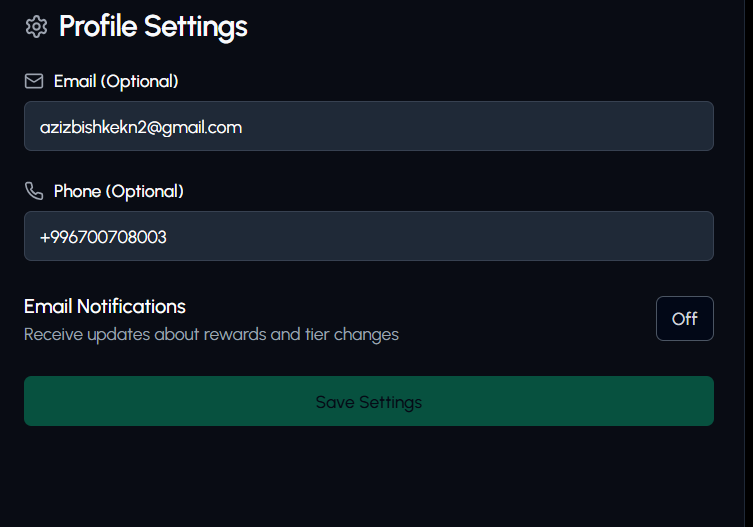 Profile Settings
Email (Optional)
azizbishkekn2@gmail.com
Phone (Optional)
+996700708003
Email Notifications
Off
Receive updates about rewards and tier changes
Save Settings